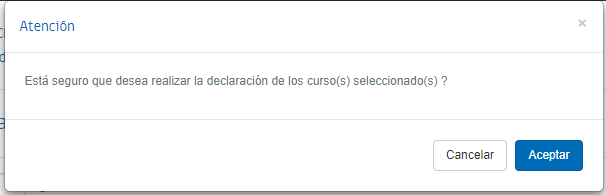 Atención
×
Está seguro que desea realizar la declaración de los curso(s) seleccionado(s) ?
Cancelar Aceptar